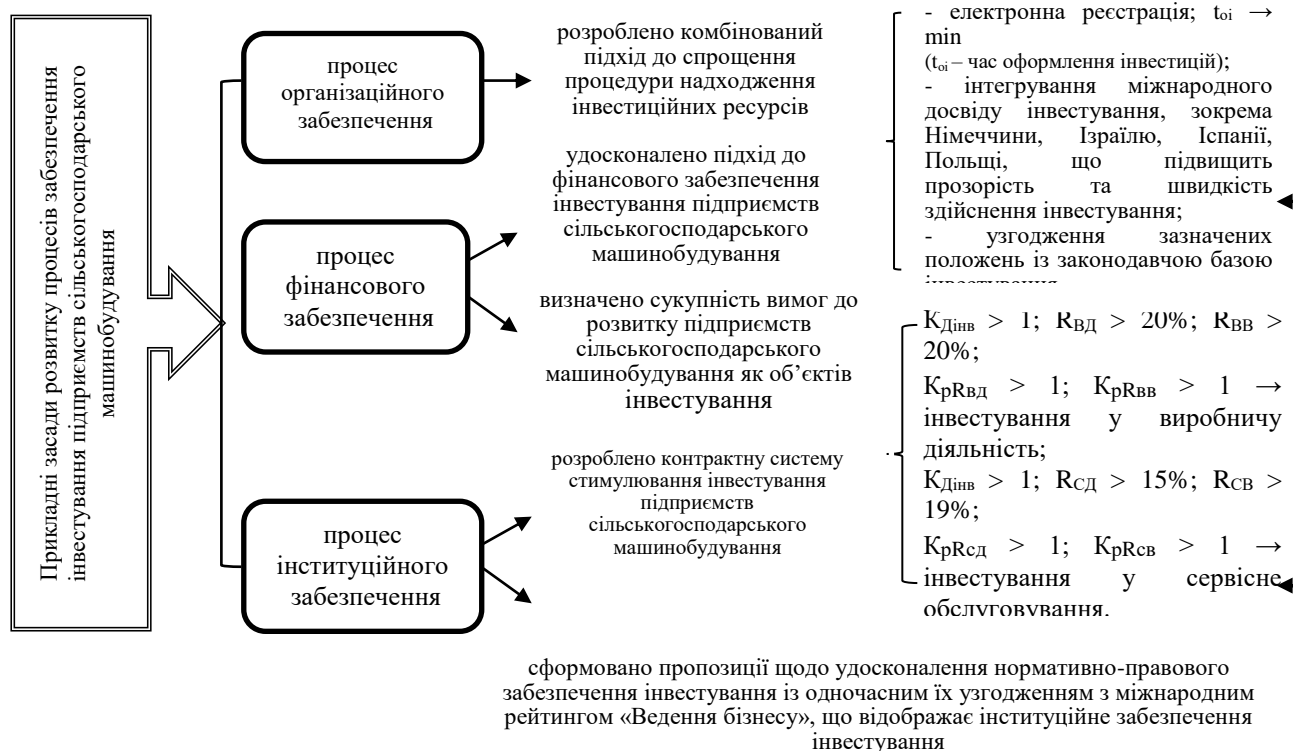 Прикладні засади розвитку процесів забезпечення
інвестування підприємств сільськогосподарського
машинобудування
процес
організаційного
забезпечення
розроблено комбінований
підхід до спрощення
процедури надходження
інвестиційних ресурсів
- електронна реєстрація; tоі →
min
(tоі – час оформлення інвестицій);
- інтегрування міжнародного
досвіду інвестування, зокрема
Німеччини, Ізраїлю, Іспанії,
Польщі, що підвищить
прозорість та швидкість
здійснення інвестування;
- узгодження зазначених
положень із законодавчою базою
інвестування
процес
фінансового
забезпечення
удосконалено підхід до
фінансового забезпечення
інвестування підприємств
сільськогосподарського
машинобудування
визначено сукупність вимог до
розвитку підприємств
сільськогосподарського
машинобудування як об’єктів
інвестування
КДінв > 1; RВД > 20%; RВВ >
20%;
КрRвд > 1; КрRвв > 1 →
інвестування у виробничу
діяльність;
КДінв > 1; RСД > 15%; RСВ >
19%;
КрRсд > 1; КрRсв > 1 →
інвестування у сервісне
обслуговування.
процес
інституційного
забезпечення
розроблено контрактну систему
стимулювання інвестування
підприємств
сільськогосподарського
машинобудування
сформовано пропозиції щодо удосконалення нормативно-правового
забезпечення інвестування із одночасним їх узгодженням з міжнародним
рейтингом «Ведення бізнесу», що відображає інституційне забезпечення
інвестування